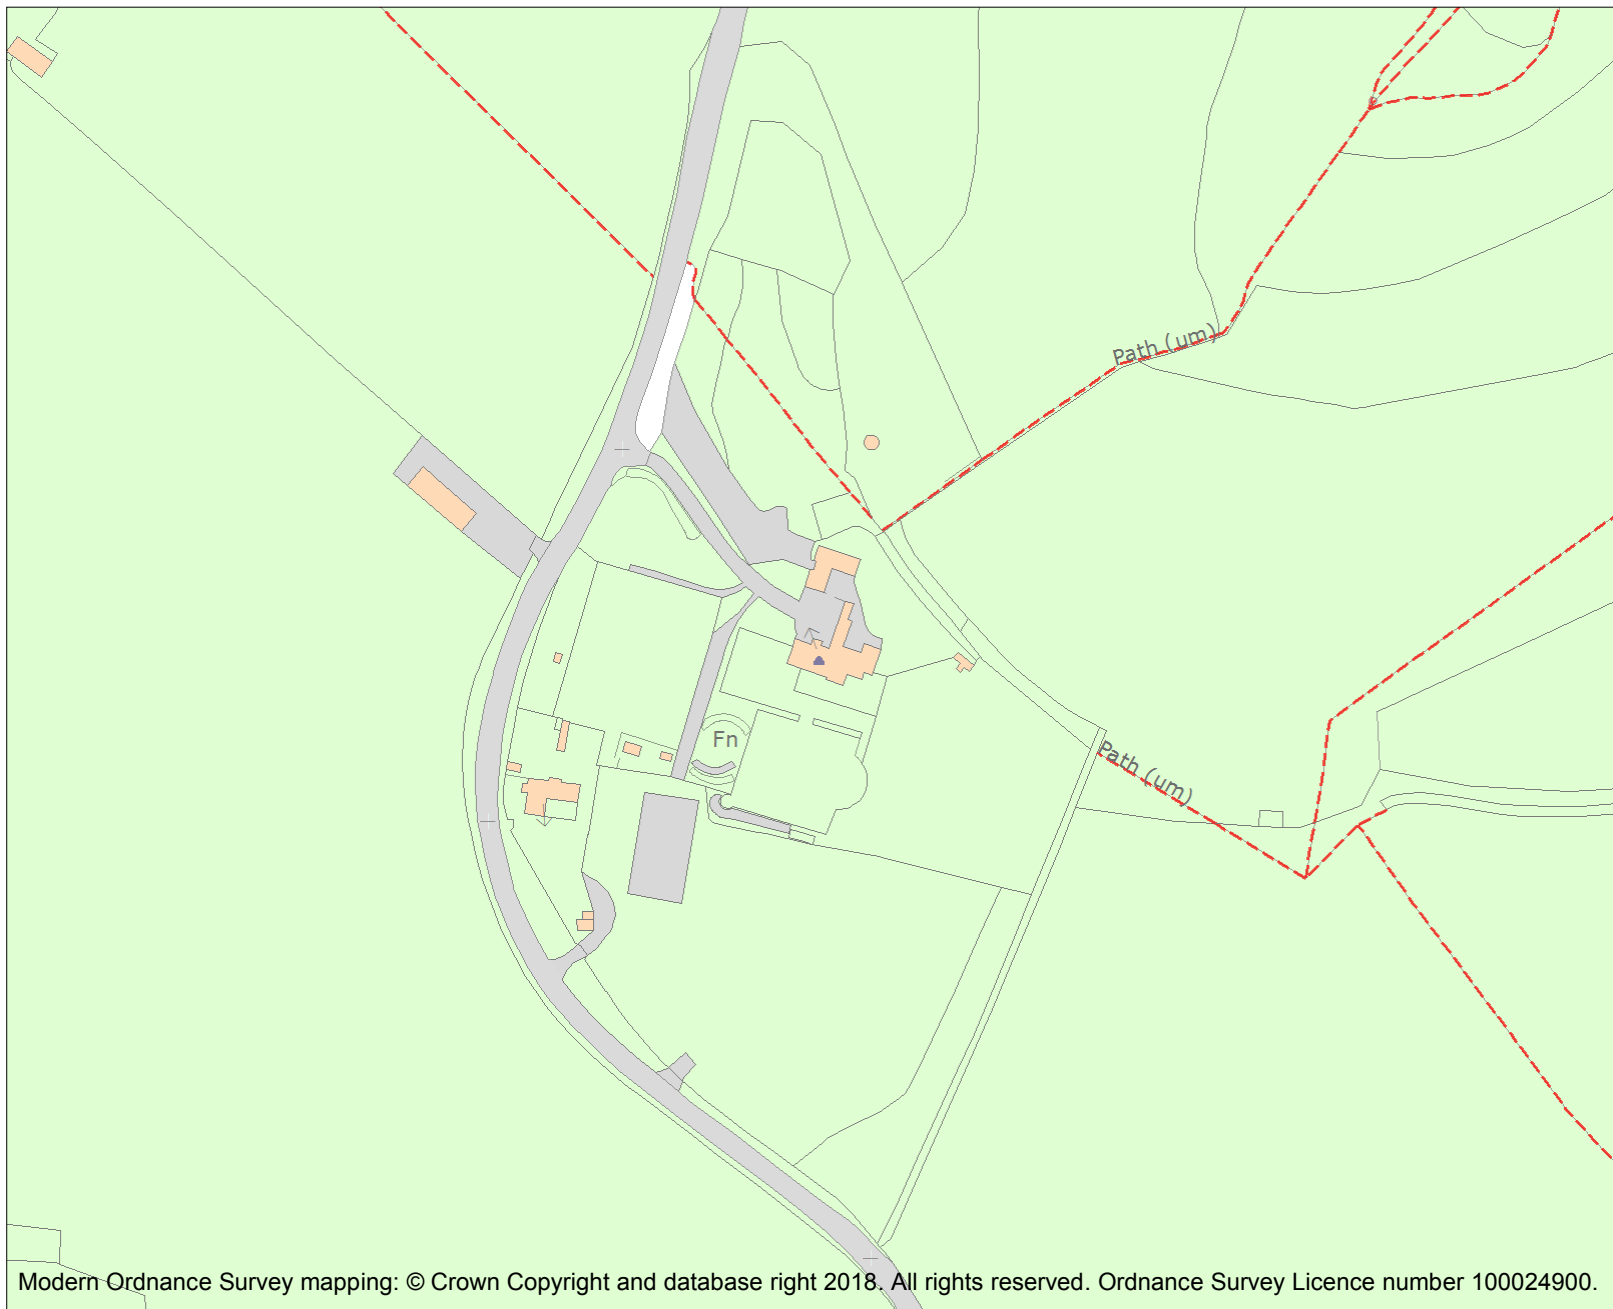 Path (um)
Fn
Path (um)
Modern Ordnance Survey mapping: © Crown Copyright and database right 2018. All rights reserved. Ordnance Survey Licence number 100024900.